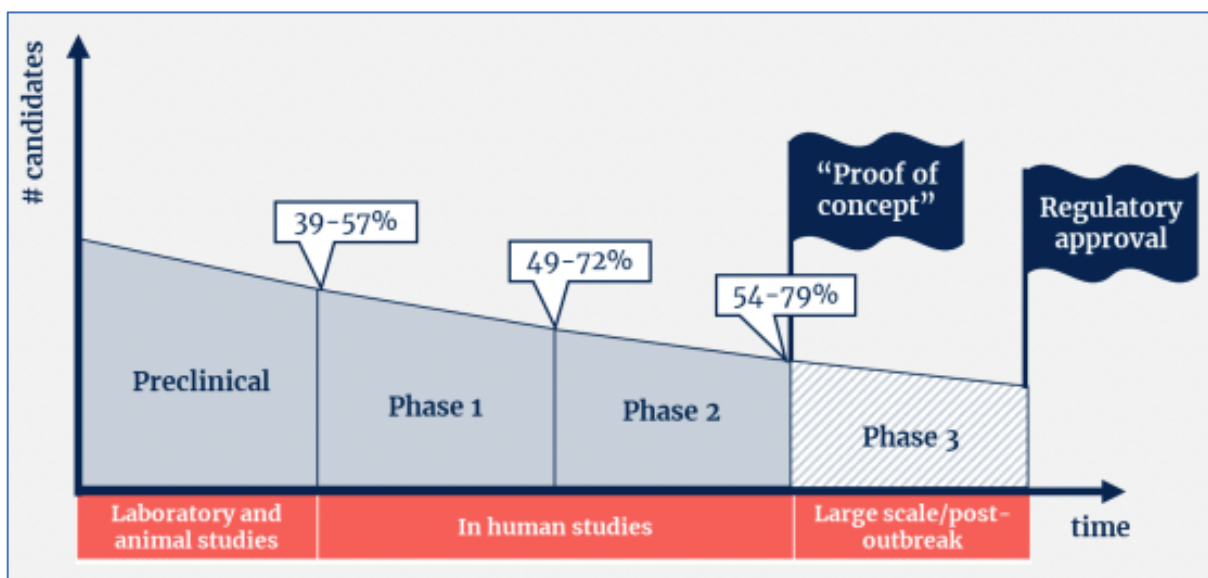 # candidates
39-57%
49-72%
54-79%
"Proof of
concept"
Regulatory
approval
Preclinical
Phase 1
Phase 2
Phase 3
Laboratory and
animal studies
In human studies
Large scale/post-
outbreak
time